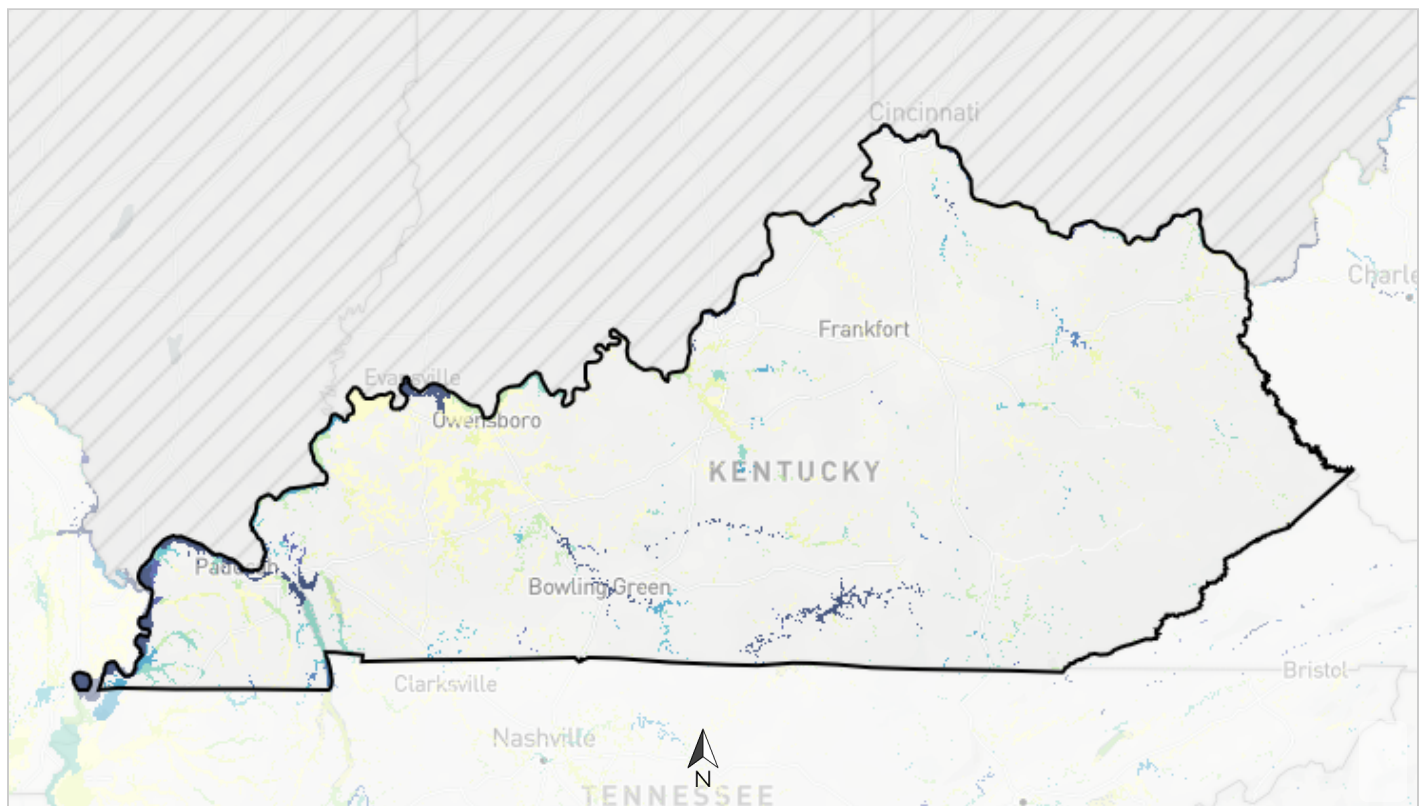 Cincinnati
Charle
Frankfort
Evansville
Owensboro
KENTUCKY
Paducah
Bowling Green
Clarksville
Bristol
Nashville
N
TENNESSEE